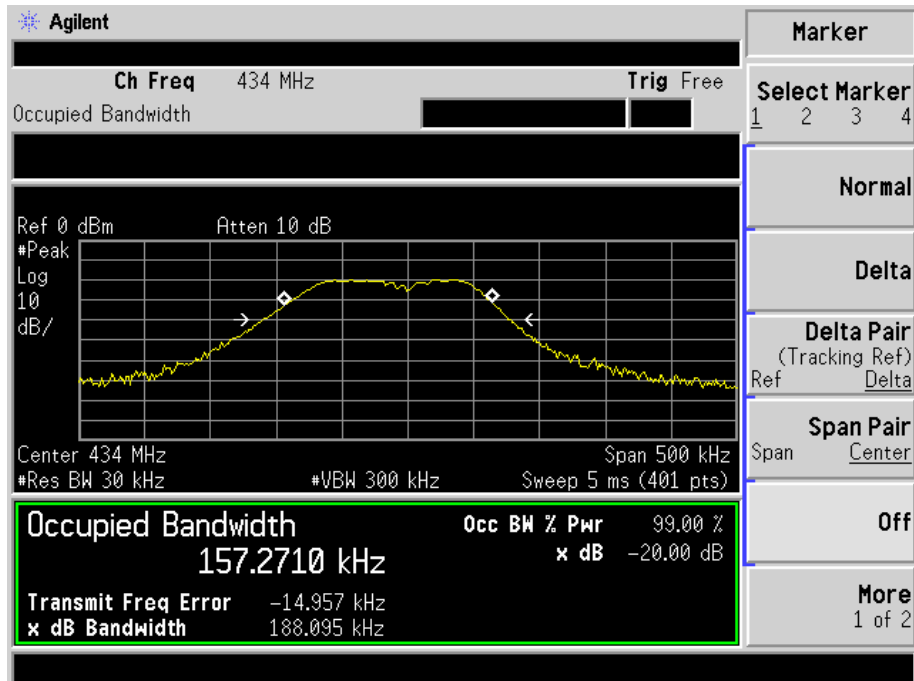 Agilent
Ch Freq 434 MHz Trig Free
Occupied Bandwidth
Ref 0 dBm Atten 10 dB
#Peak
Log
10
dB/
Center 434 MHz Span 500 kHz
#Res BW 30 kHz #VBW 300 kHz Sweep 5 ms (401 pts)
Occupied Bandwidth
157.2710 kHz
Occ BW % Pwr 99.00 %
x dB -20.00 dB
Transmit Freq Error -14.957 kHz
x dB Bandwidth 188.095 kHz
Marker
Select Marker
1 2 3 4
Normal
Delta
Delta Pair
(Tracking Ref)
Ref Delta
Span Pair
Span Center
Off
More
1 of 2